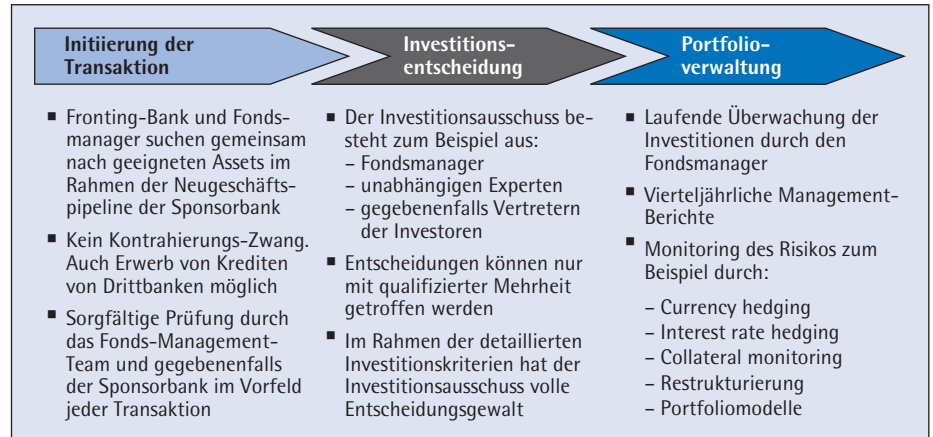 Initiierung der
Transaktion
■ Fronting-Bank und Fonds-
manager suchen gemeinsam
nach geeigneten Assets im
Rahmen der Neugeschäfts-
pipeline der Sponsorbank
■ Kein Kontrahierungs-Zwang.
Auch Erwerb von Krediten
von Drittbanken möglich
■ Sorgfältige Prüfung durch
das Fonds-Management-
Team und gegebenenfalls
der Sponsorbank im Vorfeld
jeder Transaktion
Investitions-
entscheidung
■ Der Investitionsausschuss be-
steht zum Beispiel aus:
– Fondsmanager
– unabhängigen Experten
– gegebenenfalls Vertretern
der Investoren
■ Entscheidungen können nur
mit qualifizierter Mehrheit
getroffen werden
■ Im Rahmen der detaillierten
Investitionskriterien hat der
Investitionsausschuss volle
Entscheidungsgewalt
Portfolio-
verwaltung
■ Laufende Überwachung der
Investitionen durch den
Fondsmanager
■ Vierteljährliche Management-
Berichte
■ Monitoring des Risikos zum
Beispiel durch:
– Currency hedging
– Interest rate hedging
– Collateral monitoring
– Restrukturierung
– Portfoliomodelle